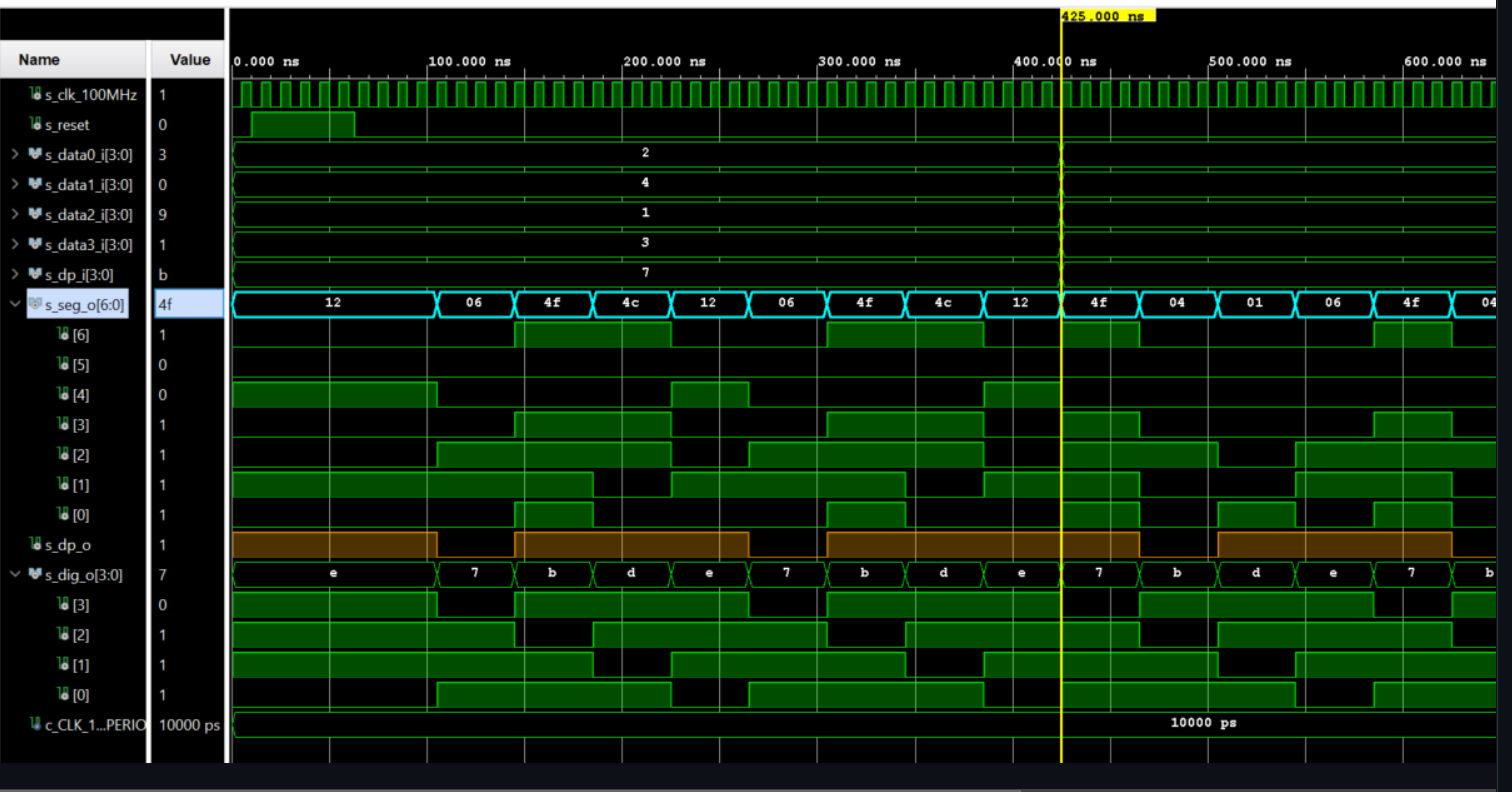 425.000 ns
Name Value 0.000 ns 100.000 ns 200.000 ns 300.000 ns 400.000 ns 500.000 ns 600.000 ns
s_clk_100MHz 1
s_reset 0
s_data0_i[3:0] 3 2
s_data1_i[3:0] 0 4
s_data2_i[3:0] 9 1
s_data3_i[3:0] 1 3
s_dp_i[3:0] b 7
s_seg_o[6:0] 4f 12 06 4f 4c 12 06 4f 4c 12 4f 04 01 06 4f 04
[6] 1
[5] 0
[4] 0
[3] 1
[2] 1
[1] 1
[0] 1
s_dp_o 1
s_dig_o[3:0] 7 e 7 b d e 7 b d e 7 b d e 7 b
[3] 0
[2] 1
[1] 1
[0] 1
c_CLK_1...PERIO 10000 ps 10000 ps